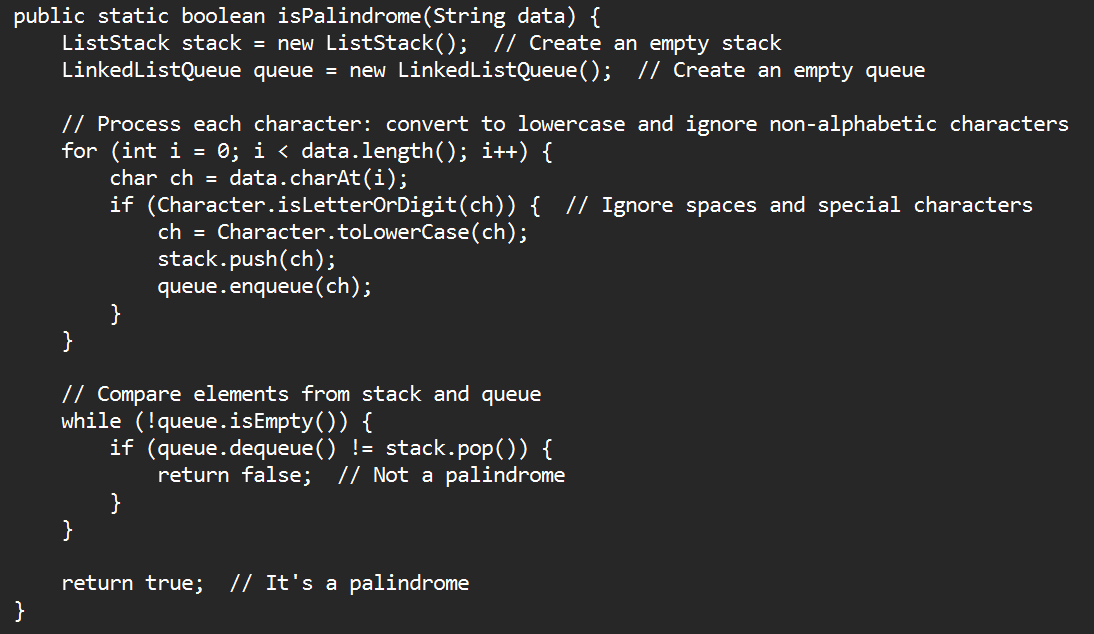 public static boolean isPalindrome(String data) {
    ListStack stack = new ListStack();  // Create an empty stack
    LinkedListQueue queue = new LinkedListQueue();  // Create an empty queue

    // Process each character: convert to lowercase and ignore non-alphabetic characters
    for (int i = 0; i < data.length(); i++) {
        char ch = data.charAt(i);
        if (Character.isLetterOrDigit(ch)) {  // Ignore spaces and special characters
            ch = Character.toLowerCase(ch);
            stack.push(ch);
            queue.enqueue(ch);
        }
    }

    // Compare elements from stack and queue
    while (!queue.isEmpty()) {
        if (queue.dequeue() != stack.pop()) {
            return false;  // Not a palindrome
        }
    }

    return true;  // It's a palindrome
}